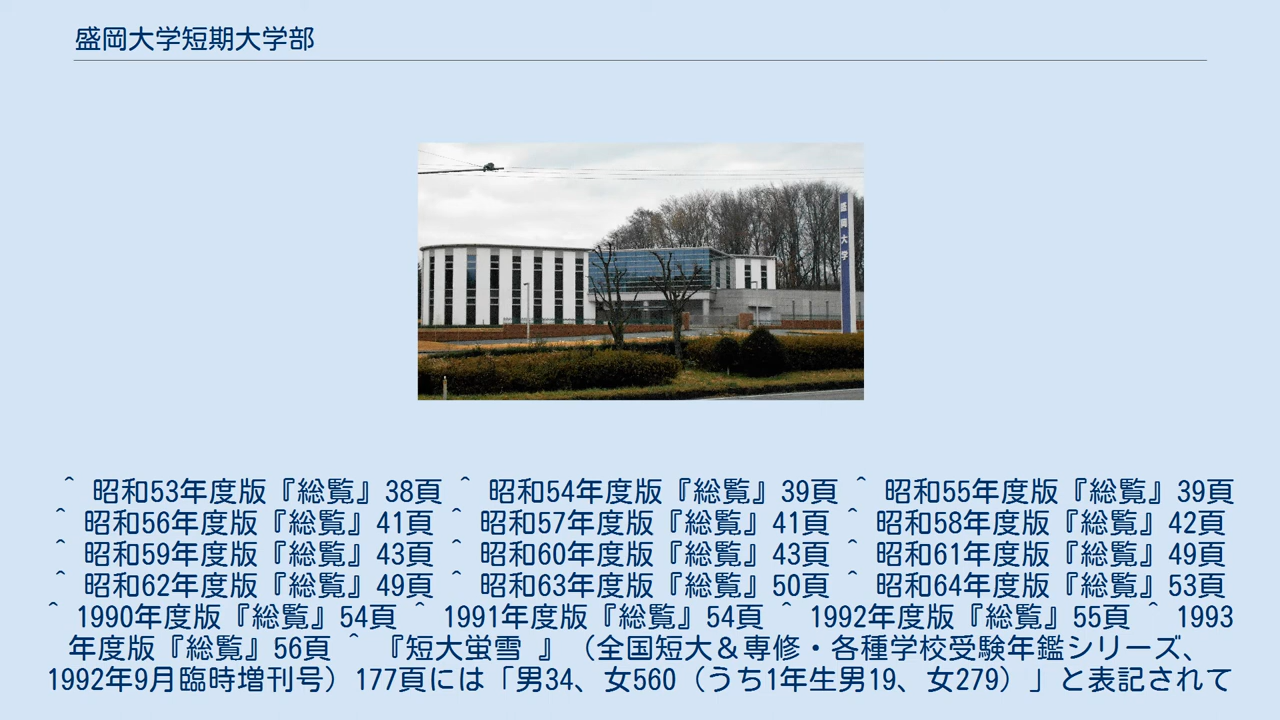 盛岡大学短期大学部
盛岡大学
^ 昭和53年度版『総覧』38頁 ^ 昭和54年度版『総覧』39頁 ^ 昭和55年度版『総覧』39頁
^ 昭和56年度版『総覧』41頁 ^ 昭和57年度版『総覧』41頁 ^ 昭和58年度版『総覧』42頁
^ 昭和59年度版『総覧』43頁 ^ 昭和60年度版『総覧』43頁 ^ 昭和61年度版『総覧』49頁
^ 昭和62年度版『総覧』49頁 ^ 昭和63年度版『総覧』50頁 ^ 昭和64年度版『総覧』53頁
^ 1990年度版『総覧』54頁 ^ 1991年度版『総覧』54頁 ^ 1992年度版『総覧』55頁 ^ 1993
年度版『総覧』56頁 ^ 『短大蛍雪 』（全国短大＆専修・各種学校受験年鑑シリーズ、
1992年9月臨時増刊号）177頁には「男34、女560（うち1年生男19、女279）」と表記されて